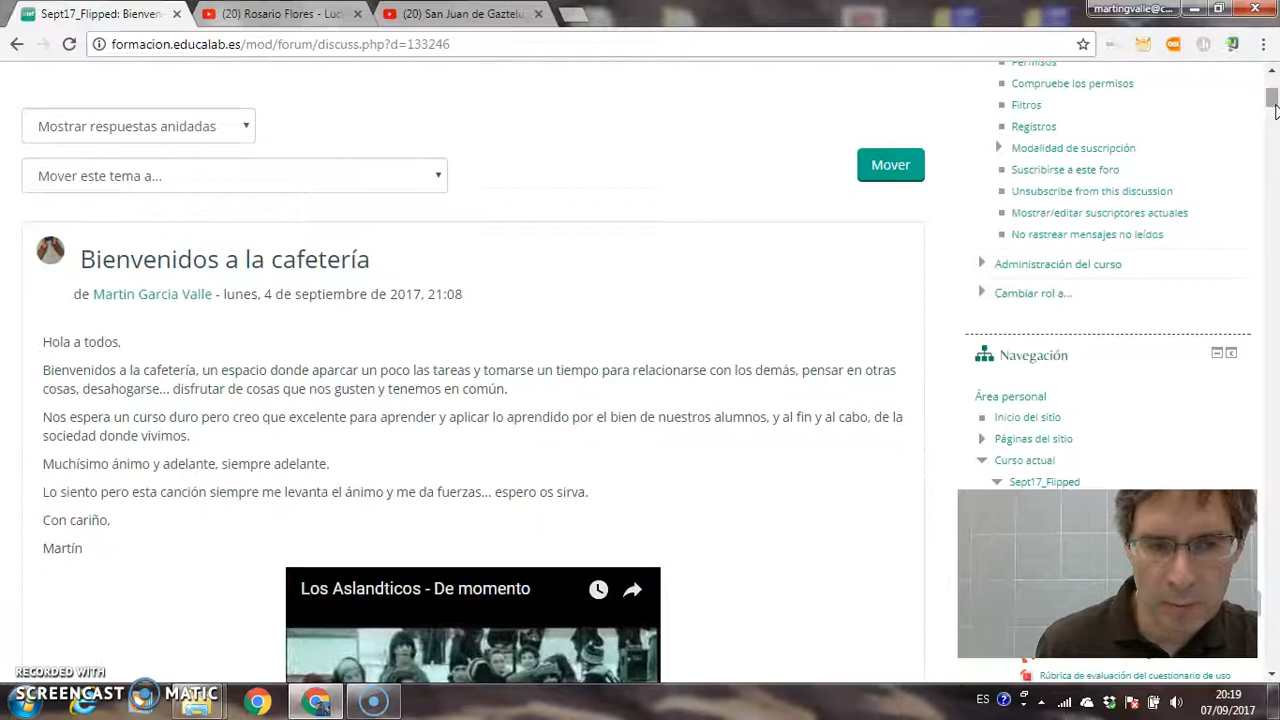 Sept17_Flipped: Bienven
(20) Rosario Flores - Luc
(20) San Juan de Gaztelu
martingvalle@c...
formacion.educalab.es/mod/forum/discuss.php?d=133246
Mostrar respuestas anidadas
Mover este tema a...
Mover
Bienvenidos a la cafetería
de Martin Garcia Valle - lunes, 4 de septiembre de 2017, 21:08
Hola a todos,
Bienvenidos a la cafetería, un espacio donde aparcar un poco las tareas y tomarse un tiempo para relacionarse con los demás, pensar en otras
cosas, desahogarse... disfrutar de cosas que nos gusten y tenemos en común.
Nos espera un curso duro pero creo que excelente para aprender y aplicar lo aprendido por el bien de nuestros alumnos, y al fin y al cabo, de la
sociedad donde vivimos.
Muchísimo ánimo y adelante, siempre adelante.
Lo siento pero esta canción siempre me levanta el animo y me da fuerzas... espero os sirva.
Con cariño,
Martín
Los Aslandticos - De momento
Permisos
Compruebe los permisos
Filtros
Registros
Modalidad de suscripción
Suscribirse a este foro
Unsubscribe from this discussion
Mostrar/editar suscriptores actuales
No rastrear mensajes no leídos
Administración del curso
Cambiar rol a...
Navegación
Área personal
Inicio del sitio
Páginas del sitio
Curso actual
Sept17_Flipped
Rúbrica de evaluación del cuestionario de uso
RECORDED WITH
SCREENCAST MATIC
ES
20:19
07/09/2017